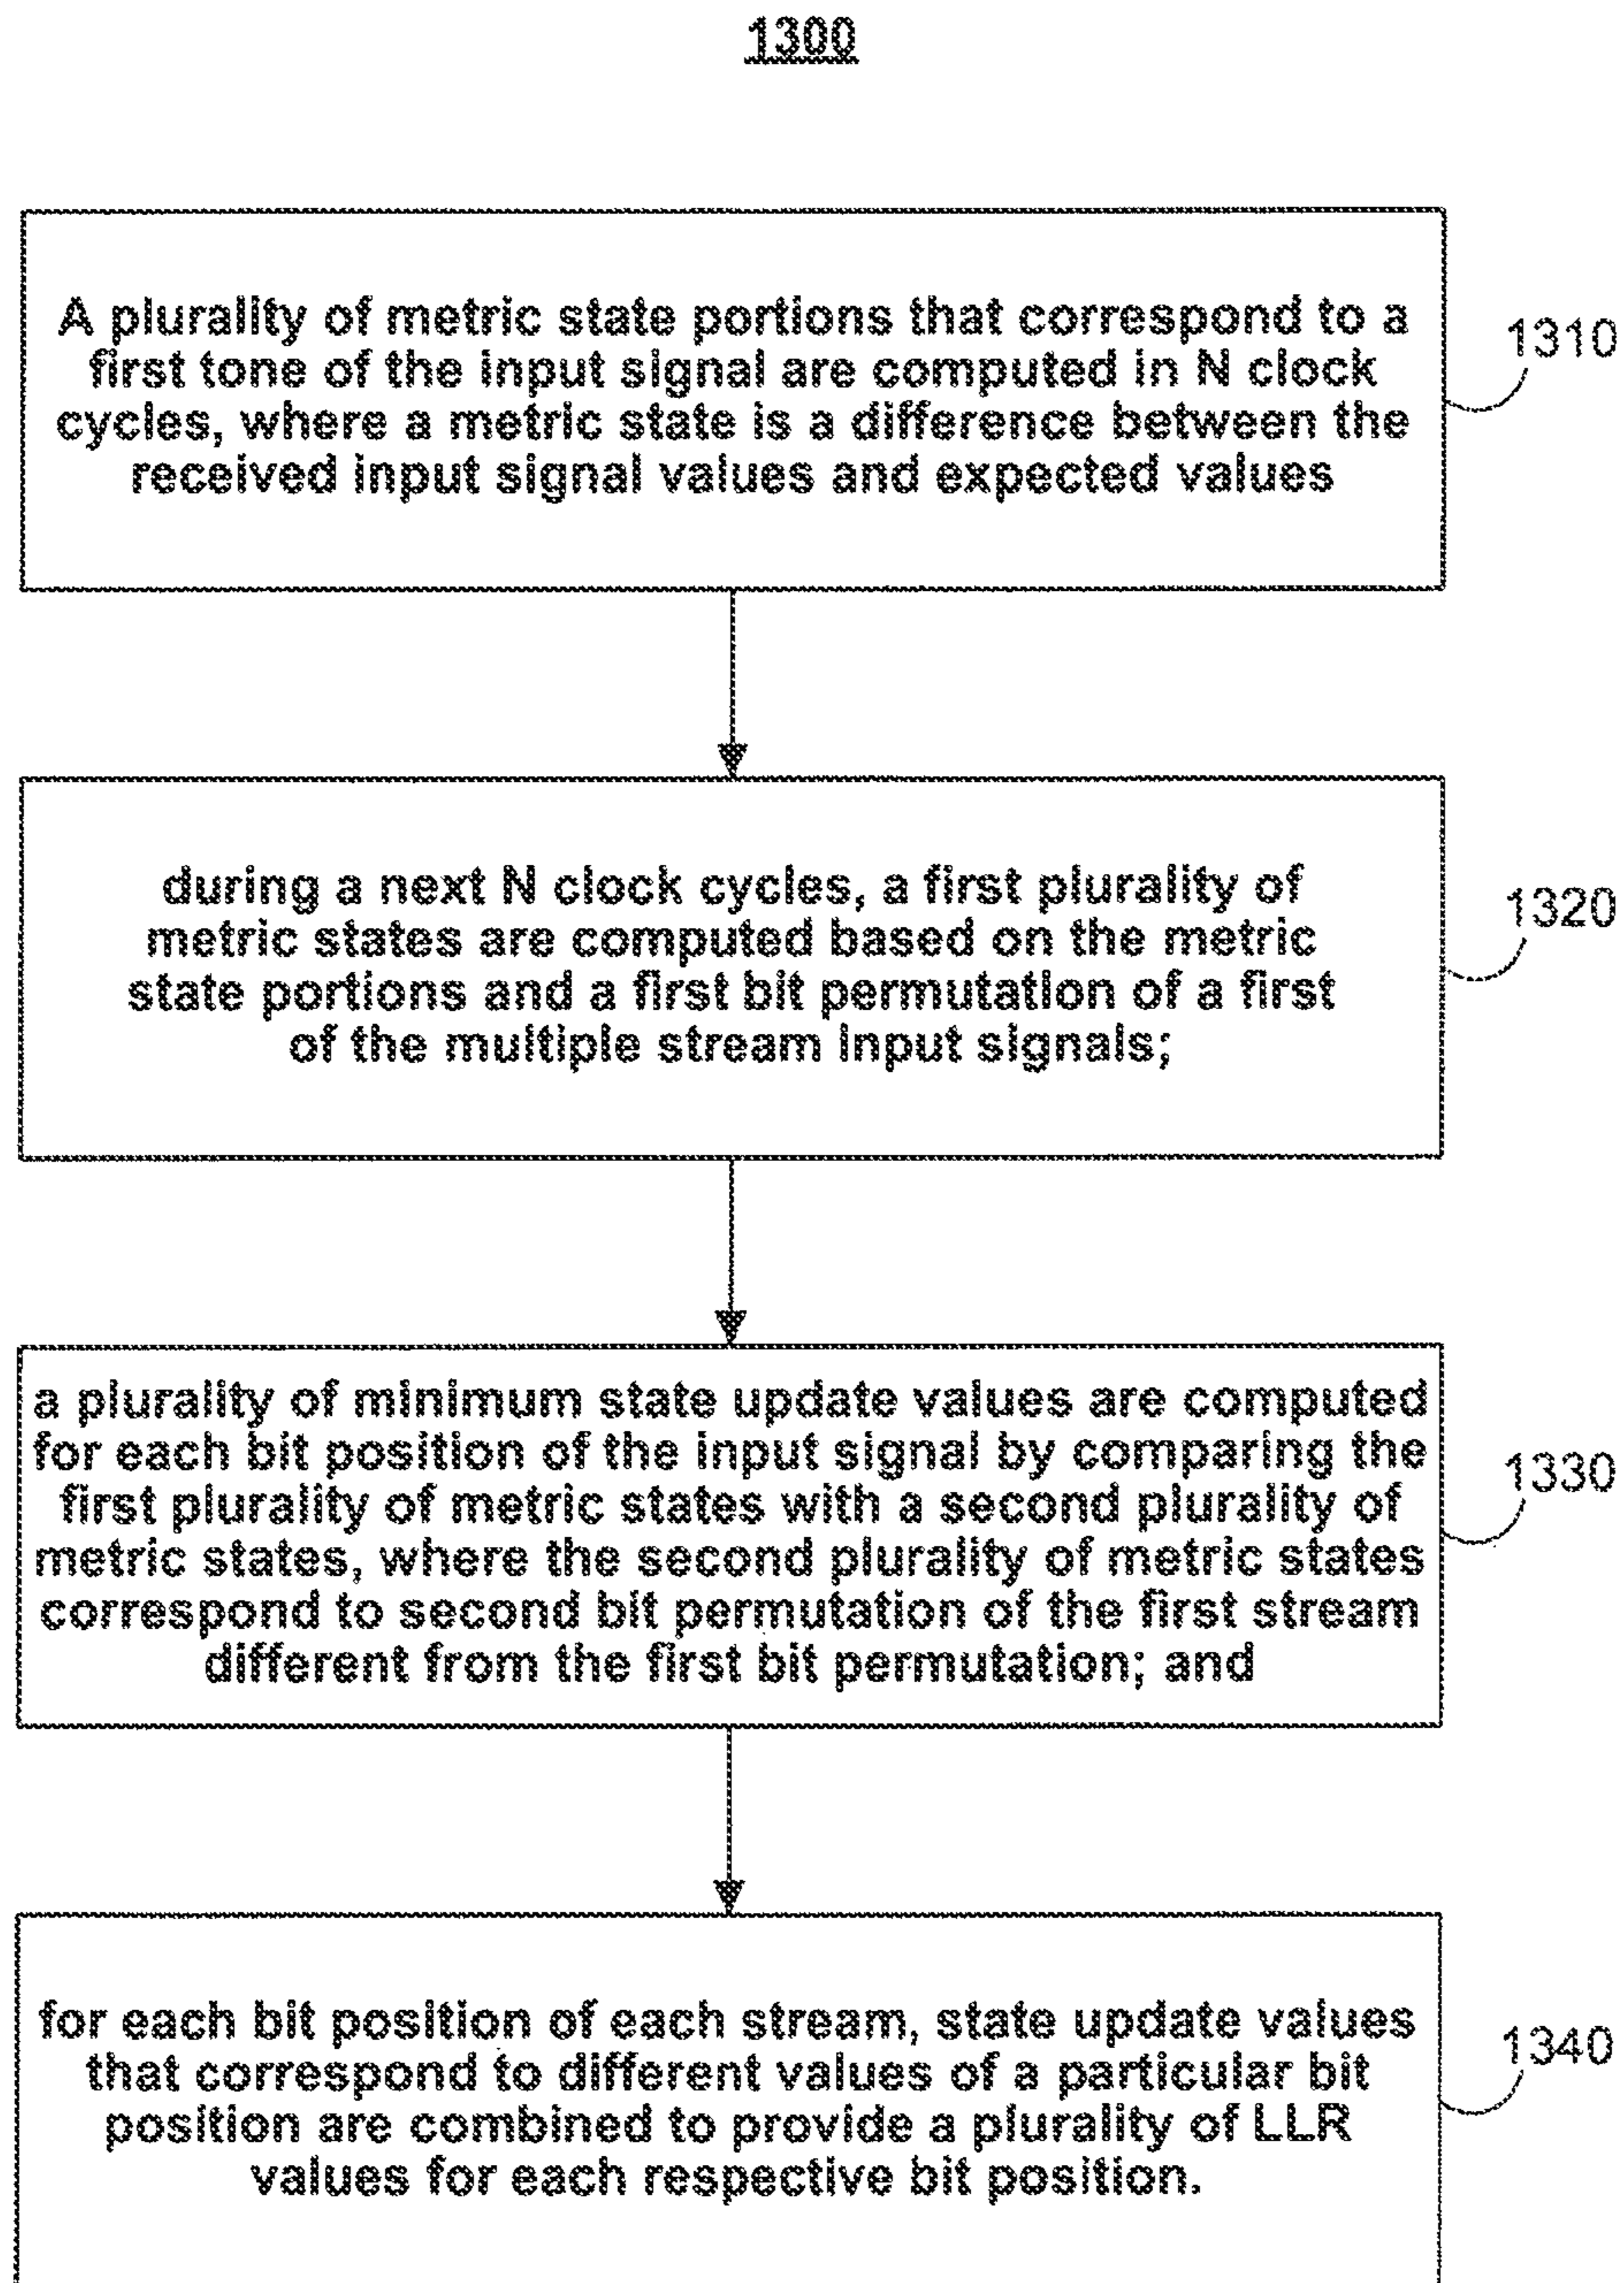 1300
A plurality of metric state portions that correspond to a
first tone of the input signal are computed in N clock
cycles, where a metric state is a difference between the
received input signal values and expected values
1310
during a next N clock cycles, a first plurality of
metric states are computed based on the metric
state portions and a first bit permutation of a first
of the multiple stream input signals;
1320
a plurality of minimum state update values are computed
for each bit position of the input signal by comparing the
first plurality of metric states with a second plurality of
metric states, where the second plurality of metric states
correspond to second bit permutation of the first stream
different from the first bit permutation; and
1330
for each bit position of each stream, state update values
that correspond to different values of a particular bit
position are combined to provide a plurality of LLR
values for each respective bit position.
1340